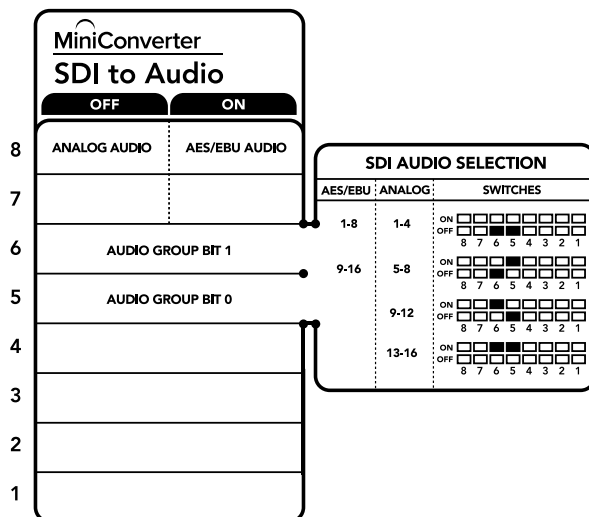 MiniConverter
SDI to Audio
OFF ON
8 ANALOG AUDIO AES/EBU AUDIO
7
6 AUDIO GROUP BIT 1
5 AUDIO GROUP BIT 0
4
3
2
1
SDI AUDIO SELECTION
AES/EBU ANALOG SWITCHES
1-8 1-4 ON
OFF
8 7 6 5 4 3 2 1
9-16 5-8 ON
OFF
8 7 6 5 4 3 2 1
9-12 ON
OFF
8 7 6 5 4 3 2 1
13-16 ON
OFF
8 7 6 5 4 3 2 1